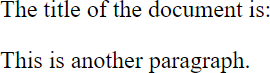 The title of the document is:
This is another paragraph.